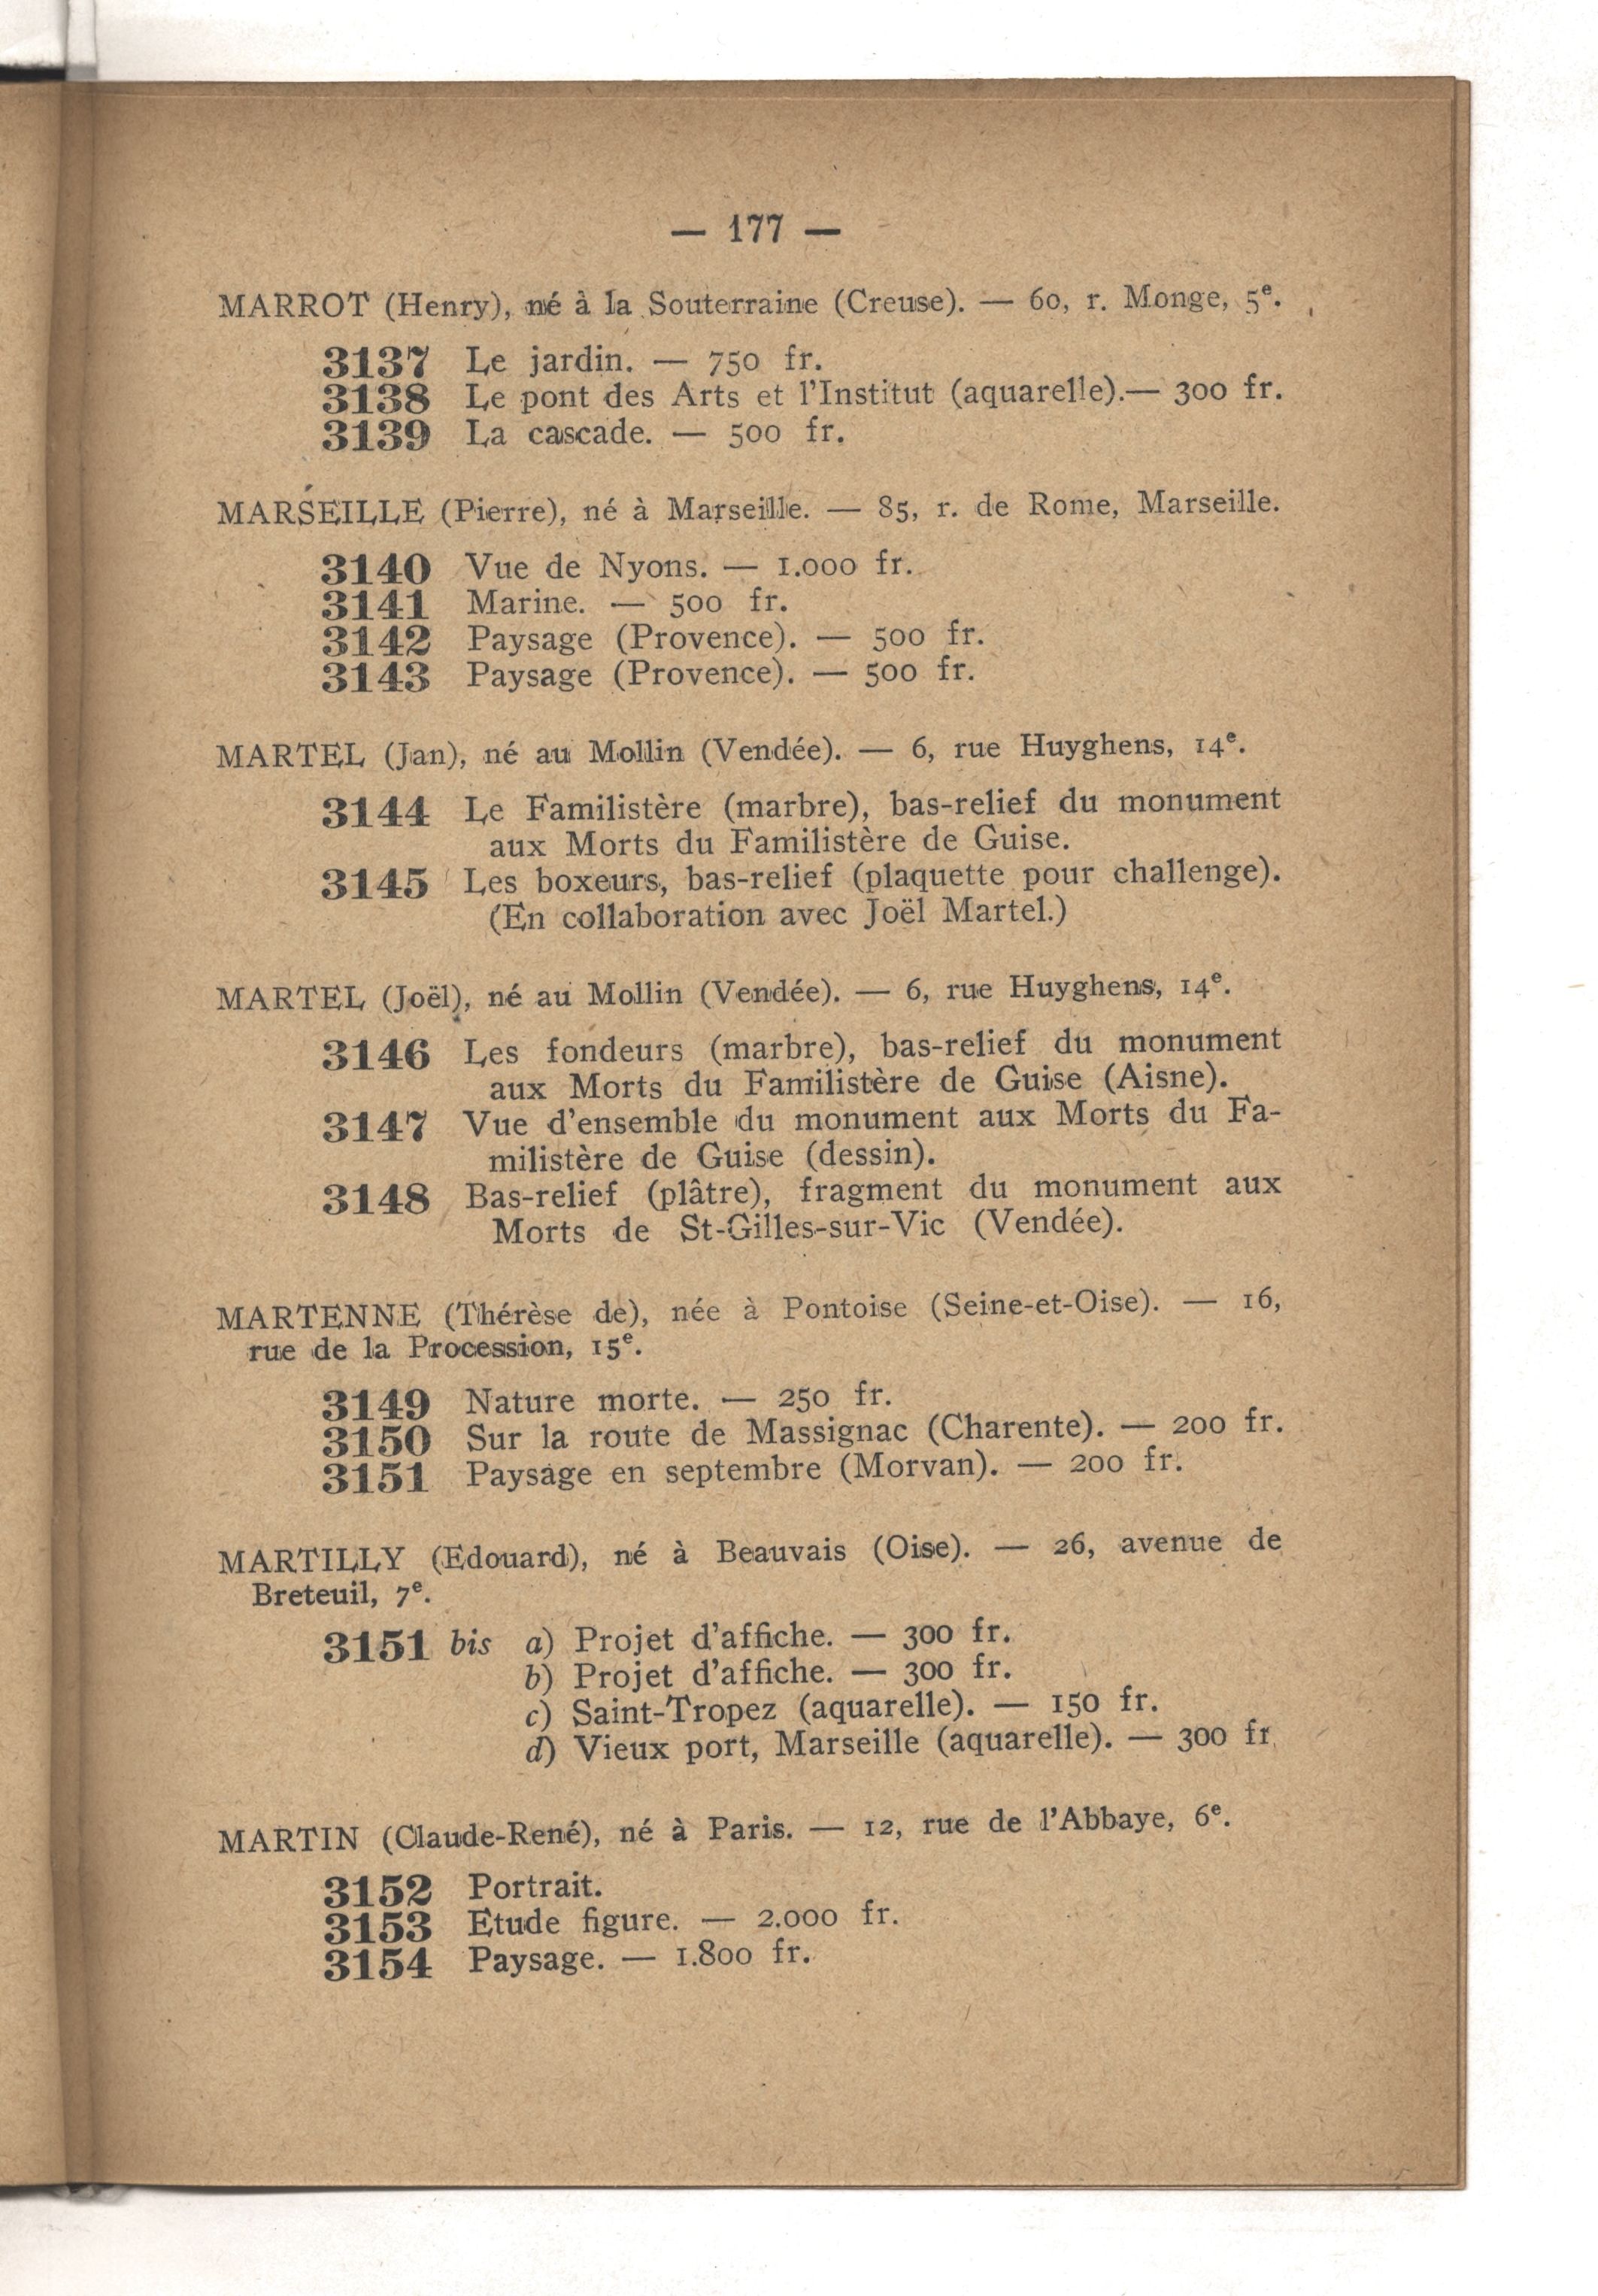 — 177 —
MARROT (Henry), né à la Souterraine (Creuse). — 60, r. Monge, 5e.
3137 Le jardin. — 750 fr.
3138 Le pont des Arts et l'Institut (aquarelle).— 300 fr.
3139 La cascade. — 500 fr.
MARSEILLE (Pierre), né à Marseille. — 85, r. de Rome, Marseille.
3140 Vue de Nyons. — 1.000 fr.
3141 Marine. — 500 fr.
3142 Paysage (Provence). — 500 fr.
3143 Paysage (Provence). — 500 fr.
MARTEL (Jan), né au Mollin (Vendée). — 6, rue Huyghens, 14e.
3144 Le Familistère (marbre), bas-relief du monument
aux Morts du Familistère de Guise.
3145 Les boxeurs, bas-relief (plaquette pour challenge).
(En collaboration avec Joël Martel.)
MARTEL (Joël), né au Mollin (Vendée). — 6, rue Huyghens, 14e.
3146 Les fondeurs (marbre), bas-relief du monument
aux Morts du Familistère de Guise (Aisne).
3147 Vue d'ensemble du monument aux Morts du Fa-
milistère de Guise (dessin).
3148 Bas-relief (plâtre), fragment du monument aux
Morts de St-Gilles-sur-Vic (Vendée).
MARTENNE (Thérèse de), née à Pontoise (Seine-et-Oise). — 16,
rue de la Procession, 15e.
3149 Nature morte. — 250 fr.
3150 Sur la route de Massignac (Charente). — 200 fr.
3151 Paysage en septembre (Morvan). — 200 fr.
MARTILLY (Edouard), né à Beauvais (Oise). — 26, avenue de
Breteuil, 7e.
3151 bis a) Projet d'affiche. — 300 fr.
b) Projet d'affiche. — 300 fr.
c) Saint-Tropez (aquarelle). — 150 fr.
d) Vieux port, Marseille (aquarelle). — 300 fr
MARTIN (Claude-René), né à Paris. — 12, rue de l'Abbaye, 6e.
3152 Portrait.
3153 Etude figure. — 2.000 fr.
3154 Paysage. — 1.800 fr.